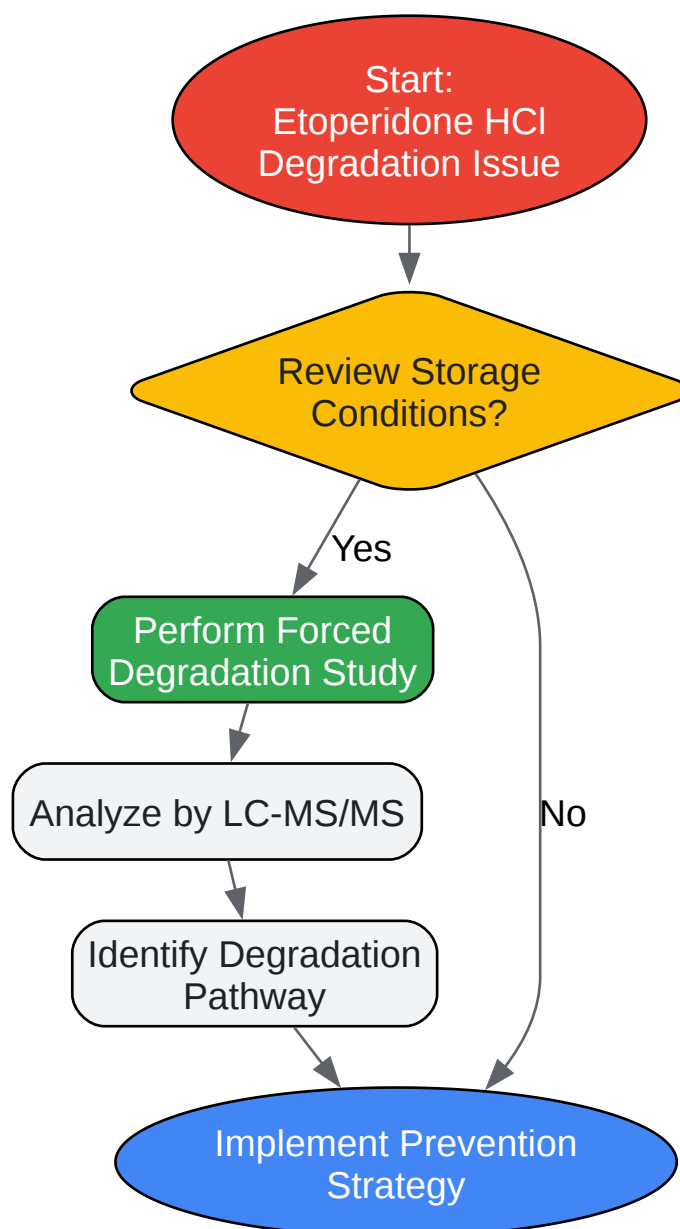 Start:
Etoperidone HCl
Degradation Issue
Review Storage
Conditions?
Yes
Perform Forced
Degradation Study
Analyze by LC-MS/MS
No
Identify Degradation
Pathway
Implement Prevention
Strategy